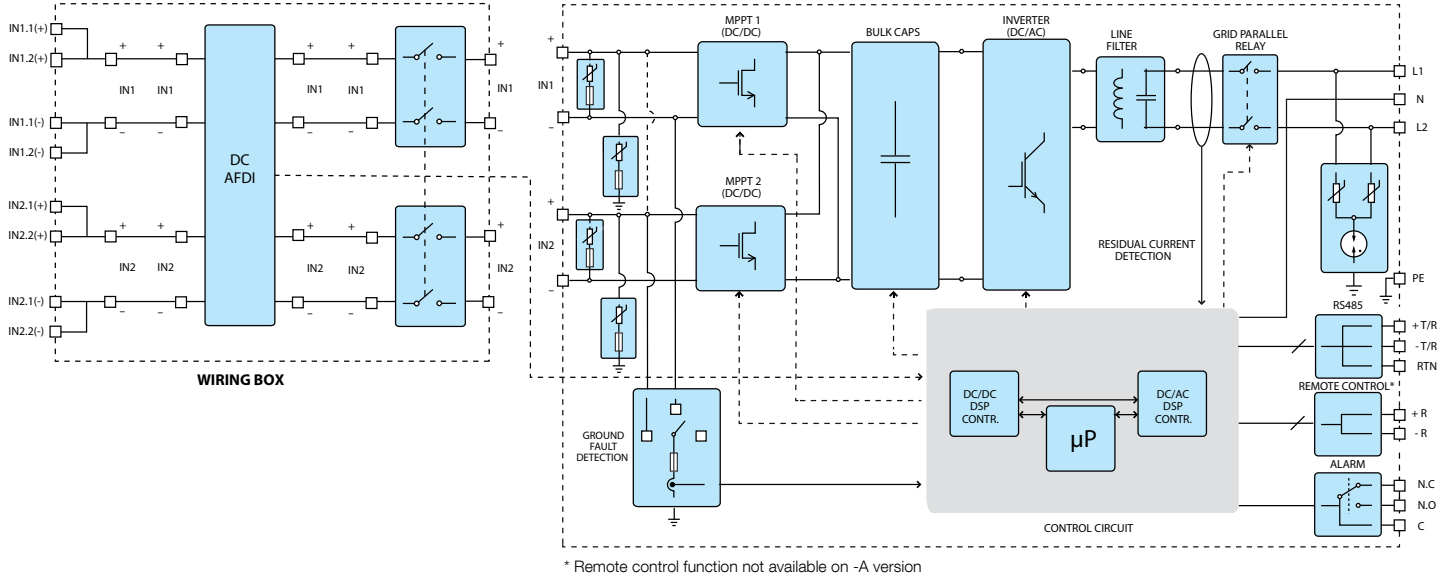 IN1.1(+)
IN1.2(+)
+ + + + +
IN1 IN1 IN1 IN1 IN1
IN1.1(-)
IN1.2(-)
– – – – –
DC
AFDI
IN2.1(+)
IN2.2(+)
+ + + + +
IN2 IN2 IN2 IN2 IN2
IN2.1(-)
IN2.2(-)
– – – – –
WIRING BOX
+
IN1
–
+
IN2
–
MPPT 1
(DC/DC)
MPPT 2
(DC/DC)
BULK CAPS
INVERTER
(DC/AC)
LINE
FILTER
GRID PARALLEL
RELAY
L1
N
L2
RESIDUAL CURRENT
DETECTION
PE
RS485
+ T/R
- T/R
RTN
REMOTE CONTROL*
+ R
- R
ALARM
N.C
N.O
C
GROUND
FAULT
DETECTION
DC/DC
DSP
CONTR.
µP
DC/AC
DSP
CONTR.
CONTROL CIRCUIT
* Remote control function not available on -A version